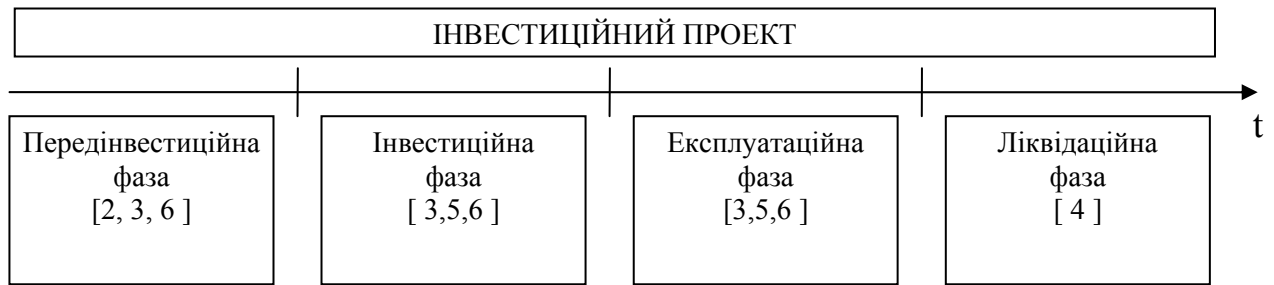 ІНВЕСТИЦІЙНИЙ ПРОЕКТ
t
Передінвестиційна
фаза
[2, 3, 6 ]
Інвестиційна
фаза
[ 3,5,6 ]
Експлуатаційна
фаза
[3,5,6 ]
Ліквідаційна
фаза
[ 4 ]